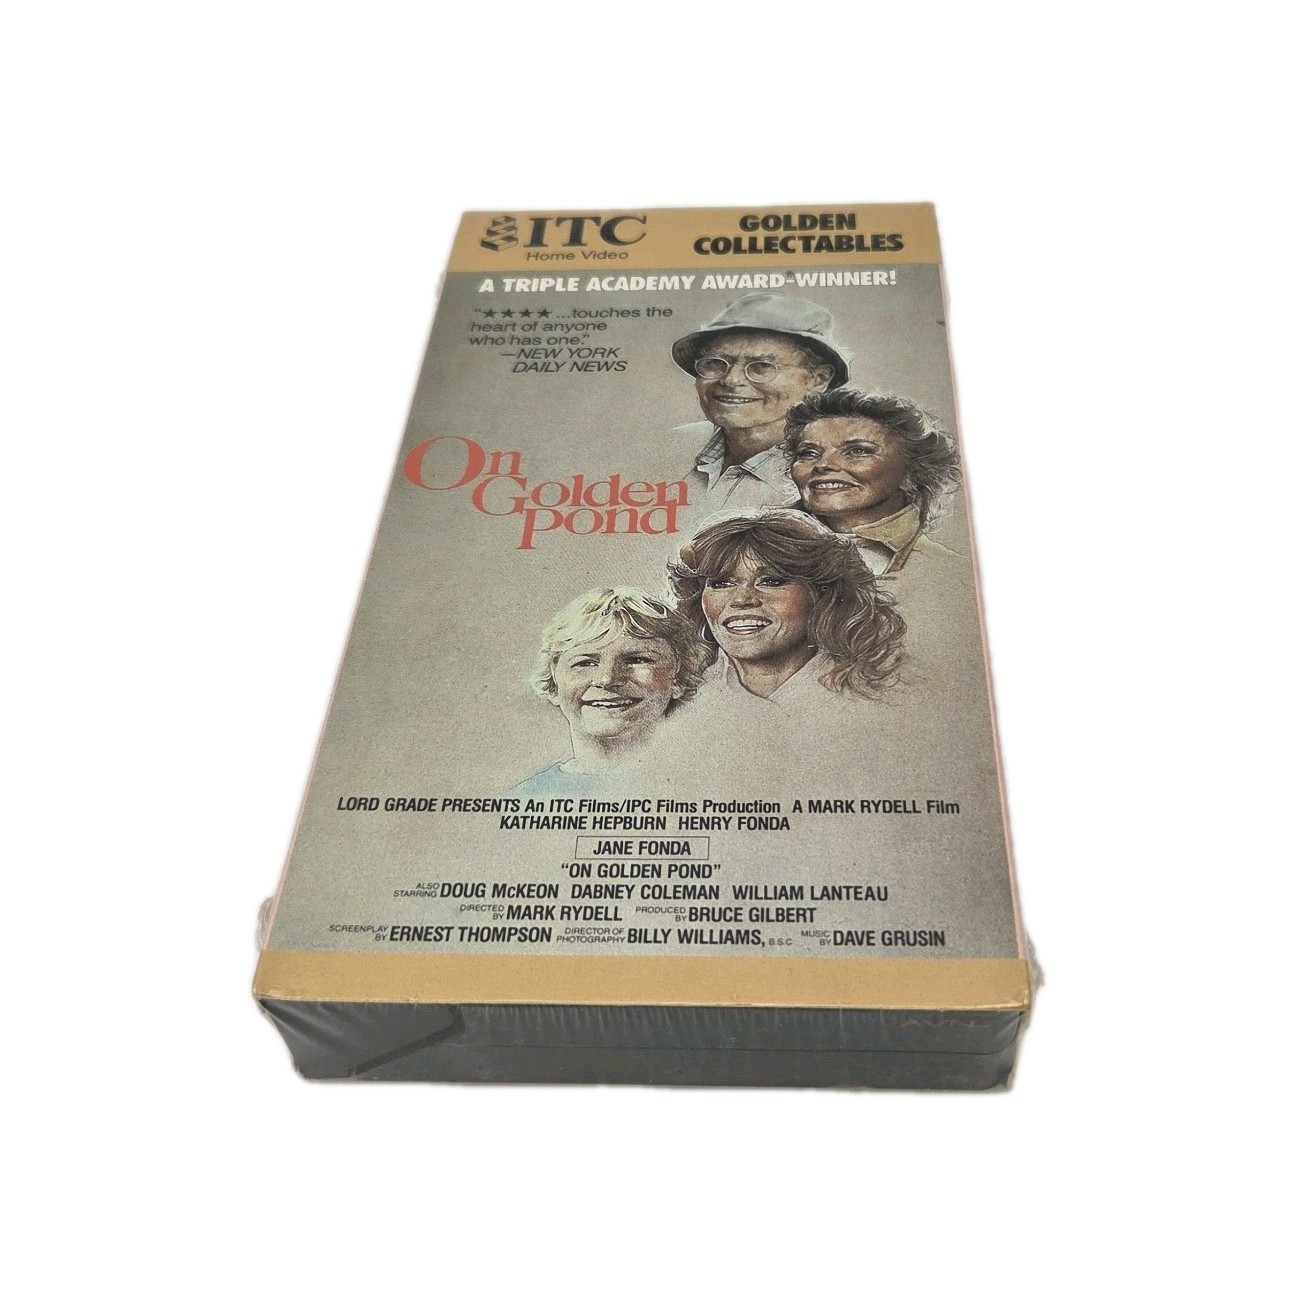 ITC
Home Video
GOLDEN
COLLECTABLES
A TRIPLE ACADEMY AWARD®-WINNER!
"★★★★...touches the
heart of anyone
who has one."
—NEW YORK
DAILY NEWS
On
Golden
Pond
LORD GRADE PRESENTS An ITC Films/IPC Films Production A MARK RYDELL Film
KATHARINE HEPBURN HENRY FONDA
JANE FONDA
"ON GOLDEN POND"
ALSO STARRING DOUG McKEON DABNEY COLEMAN WILLIAM LANTEAU
DIRECTED BY MARK RYDELL PRODUCED BY BRUCE GILBERT
SCREENPLAY BY ERNEST THOMPSON DIRECTOR OF PHOTOGRAPHY BILLY WILLIAMS, B.S.C MUSIC BY DAVE GRUSIN